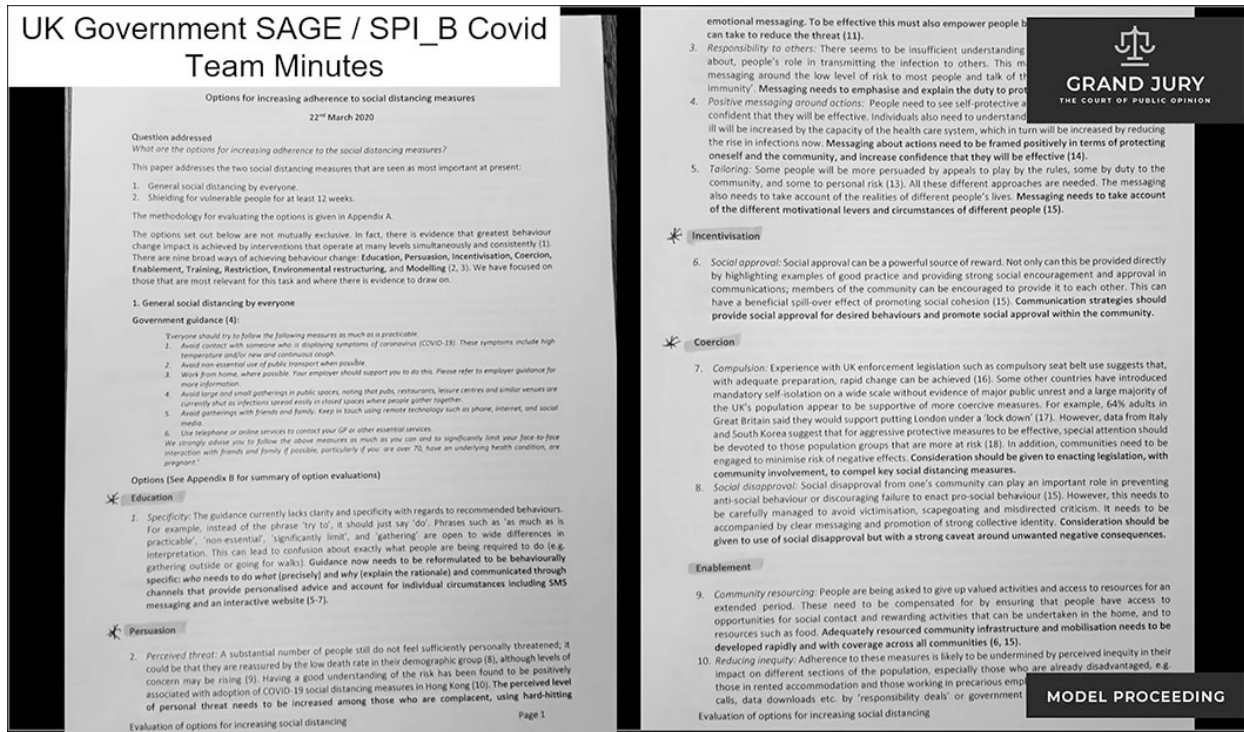 UK Government SAGE / SPI_B Covid
Team Minutes
Options for increasing adherence to social distancing measures
22nd March 2020
Question addressed
What are the options for increasing adherence to the social distancing measures?
This paper addresses the two social distancing measures that are seen as most important at present:
1. General social distancing by everyone.
2. Shielding for vulnerable people for at least 12 weeks.
The methodology for evaluating the options is given in Appendix A.
The options set out below are not mutually exclusive. In fact, there is evidence that greatest behaviour
change impact is achieved by interventions that operate at many levels simultaneously and consistently (1).
There are nine broad ways of achieving behaviour change: Education, Persuasion, Incentivisation, Coercion,
Enablement, Training, Restriction, Environmental restructuring, and Modelling (2, 3). We have focused on
those that are most relevant for this task and where there is evidence to draw on.
1. General social distancing by everyone
Government guidance (4):
"Everyone should try to follow the following measures as much as is practicable.
1. Avoid contact with someone who is displaying symptoms of coronavirus (COVID-19). These symptoms include high
temperature and/or new and continuous cough.
2. Avoid non-essential use of public transport when possible.
3. Work from home, where possible. Your employer should support you to do this. Please refer to employer guidance for
more information.
4. Avoid large and small gatherings in public spaces, noting that pubs, restaurants, leisure centres and similar venues are
currently shut as infections spread easily in closed spaces where people gather together.
5. Avoid gatherings with friends and family. Keep in touch using remote technology such as phone, internet, and social
media.
6. Use telephone or online services to contact your GP or other essential services.
We strongly advise you to follow the above measures as much as you can and to significantly limit your face-to-face
interaction with friends and family if possible, particularly if you are over 70, have an underlying health condition, are
pregnant."
Options (See Appendix B for summary of option evaluations)
Education
1. Specificity: The guidance currently lacks clarity and specificity with regards to recommended behaviours.
For example, instead of the phrase 'try to', it should just say 'do'. Phrases such as 'as much as is
practicable', 'non-essential', 'significantly limit', and 'gathering' are open to wide differences in
interpretation. This can lead to confusion about exactly what people are being required to do (e.g.
gathering outside or going for walks). Guidance now needs to be reformulated to be behaviourally
specific: who needs to do what (precisely) and why (explain the rationale) and communicated through
channels that provide personalised advice and account for individual circumstances including SMS
messaging and an interactive website (5-7).
Persuasion
2. Perceived threat: A substantial number of people still do not feel sufficiently personally threatened; it
could be that they are reassured by the low death rate in their demographic group (8), although levels of
concern may be rising (9). Having a good understanding of the risk has been found to be positively
associated with adoption of COVID-19 social distancing measures in Hong Kong (10). The perceived level
of personal threat needs to be increased among those who are complacent, using hard-hitting
Evaluation of options for increasing social distancing
Page 1
emotional messaging. To be effective this must also empower people
can take to reduce the threat (11).
3. Responsibility to others: There seems to be insufficient understanding
about, people's role in transmitting the infection to others. This
messaging around the low level of risk to most people and talk of
immunity'. Messaging needs to emphasise and explain the duty to
4. Positive messaging around actions: People need to see self-protective
confident that they will be effective. Individuals also need to understand
ill will be increased by the capacity of the health care system, which in turn will be increased by reducing
the rise in infections now. Messaging about actions need to be framed positively in terms of protecting
oneself and the community, and increase confidence that they will be effective (14).
5. Tailoring: Some people will be more persuaded by appeals to play by the rules, some by duty to the
community, and some to personal risk (13). All these different approaches are needed. The messaging
also needs to take account of the realities of different people's lives. Messaging needs to take account
of the different motivational levers and circumstances of different people (15).
Incentivisation
6. Social approval: Social approval can be a powerful source of reward. Not only can this be provided directly
by highlighting examples of good practice and providing strong social encouragement and approval in
communications; members of the community can be encouraged to provide it to each other. This can
have a beneficial spill-over effect of promoting social cohesion (15). Communication strategies should
provide social approval for desired behaviours and promote social approval within the community.
Coercion
7. Compulsion: Experience with UK enforcement legislation such as compulsory seat belt use suggests that,
with adequate preparation, rapid change can be achieved (16). Some other countries have introduced
mandatory self-isolation on a wide scale without evidence of major public unrest and a large majority of
the UK's population appear to be supportive of more coercive measures. For example, 64% adults in
Great Britain said they would support putting London under a 'lock down' (17). However, data from Italy
and South Korea suggest that for aggressive protective measures to be effective, special attention should
be devoted to those population groups that are more at risk (18). In addition, communities need to be
engaged to minimise risk of negative effects. Consideration should be given to enacting legislation, with
community involvement, to compel key social distancing measures.
8. Social disapproval: Social disapproval from one's community can play an important role in preventing
anti-social behaviour or discouraging failure to enact pro-social behaviour (15). However, this needs to
be carefully managed to avoid victimisation, scapegoating and misdirected criticism. It needs to be
accompanied by clear messaging and promotion of strong collective identity. Consideration should be
given to use of social disapproval but with a strong caveat around unwanted negative consequences.
Enablement
9. Community resourcing: People are being asked to give up valued activities and access to resources for an
extended period. These need to be compensated for by ensuring that people have access to
opportunities for social contact and rewarding activities that can be undertaken in the home, and to
resources such as food. Adequately resourced community infrastructure and mobilisation needs to be
developed rapidly and with coverage across all communities (6, 15).
10. Reducing inequity: Adherence to these measures is likely to be undermined by perceived inequity in their
impact on different sections of the population, especially those who are already disadvantaged, e.g.
those in rented accommodation and those working in precarious
calls, data downloads etc. by 'responsibility deals' or government
Evaluation of options for increasing social distancing
GRAND JURY
THE COURT OF PUBLIC OPINION
MODEL PROCEEDING